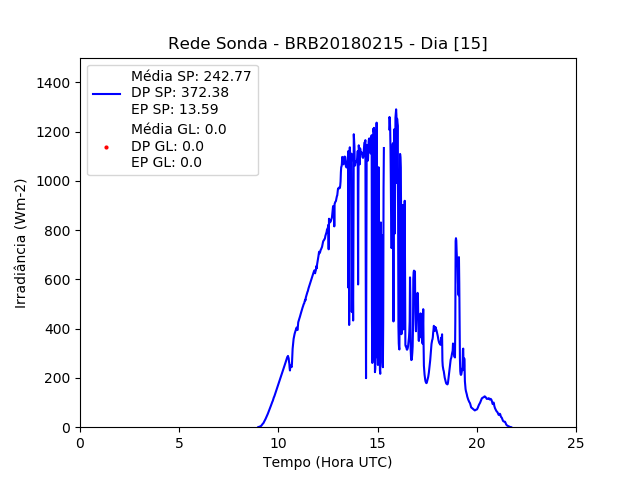 Rede Sonda - BRB20180215 - Dia [15]
Média SP: 242.77
DP SP: 372.38
EP SP: 13.59
Média GL: 0.0
DP GL: 0.0
EP GL: 0.0
Irradiância (Wm-2)
1400
1200
1000
800
600
400
200
0
0 5 10 15 20 25
Tempo (Hora UTC)